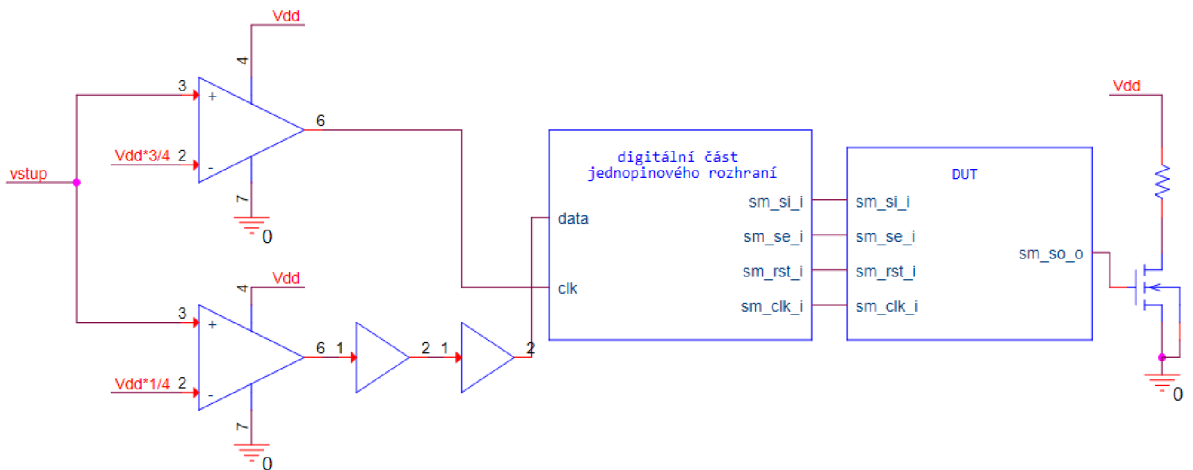 Vdd
4
3
+
6
Vdd*3/4
2
-
7
0
vstup
Vdd
4
3
+
6
1
2
1
2
Vdd*1/4
2
-
7
0
digitální část
jednopinového rozhraní
data
clk
sm_si_i
sm_se_i
sm_rst_i
sm_clk_i
DUT
sm_si_i
sm_se_i
sm_rst_i
sm_clk_i
sm_so_o
Vdd
0